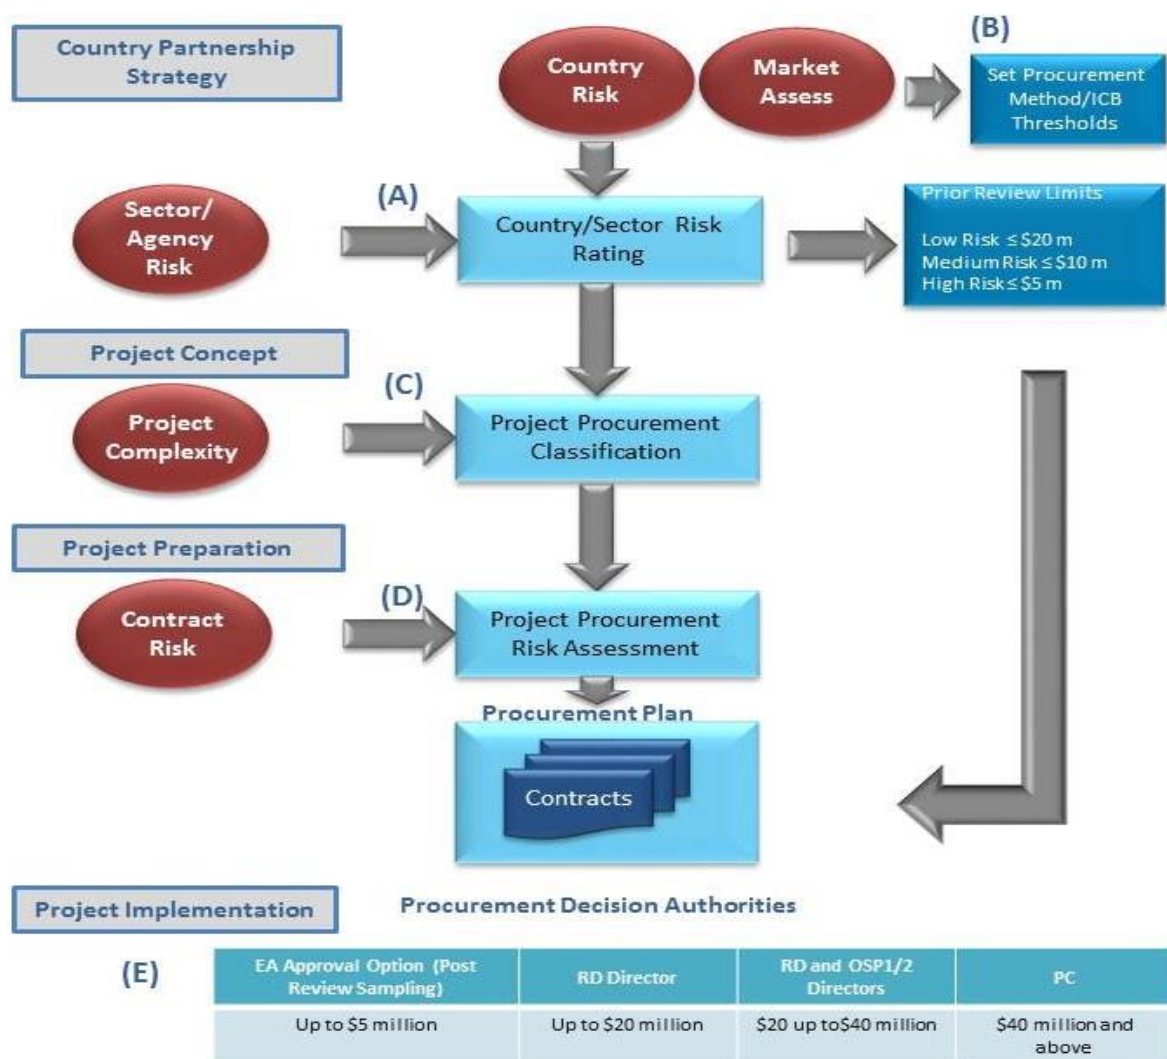 Country Partnership
Strategy
Country
Risk
Market
Assess
(B)
Set Procurement
Method/ICB
Thresholds
Sector/
Agency
Risk
(A)
Country/Sector Risk
Rating
Prior Review Limits
Low Risk ≤ $20 m
Medium Risk ≤ $10 m
High Risk ≤ $5 m
Project Concept
Project
Complexity
(C)
Project Procurement
Classification
Project Preparation
Contract
Risk
(D)
Project Procurement
Risk Assessment
Procurement Plan
Contracts
Project Implementation
Procurement Decision Authorities
(E)
EA Approval Option (Post
Review Sampling)
RD Director
RD and OSP1/2
Directors
PC
Up to $5 million
Up to $20 million
$20 up to$40 million
$40 million and
above